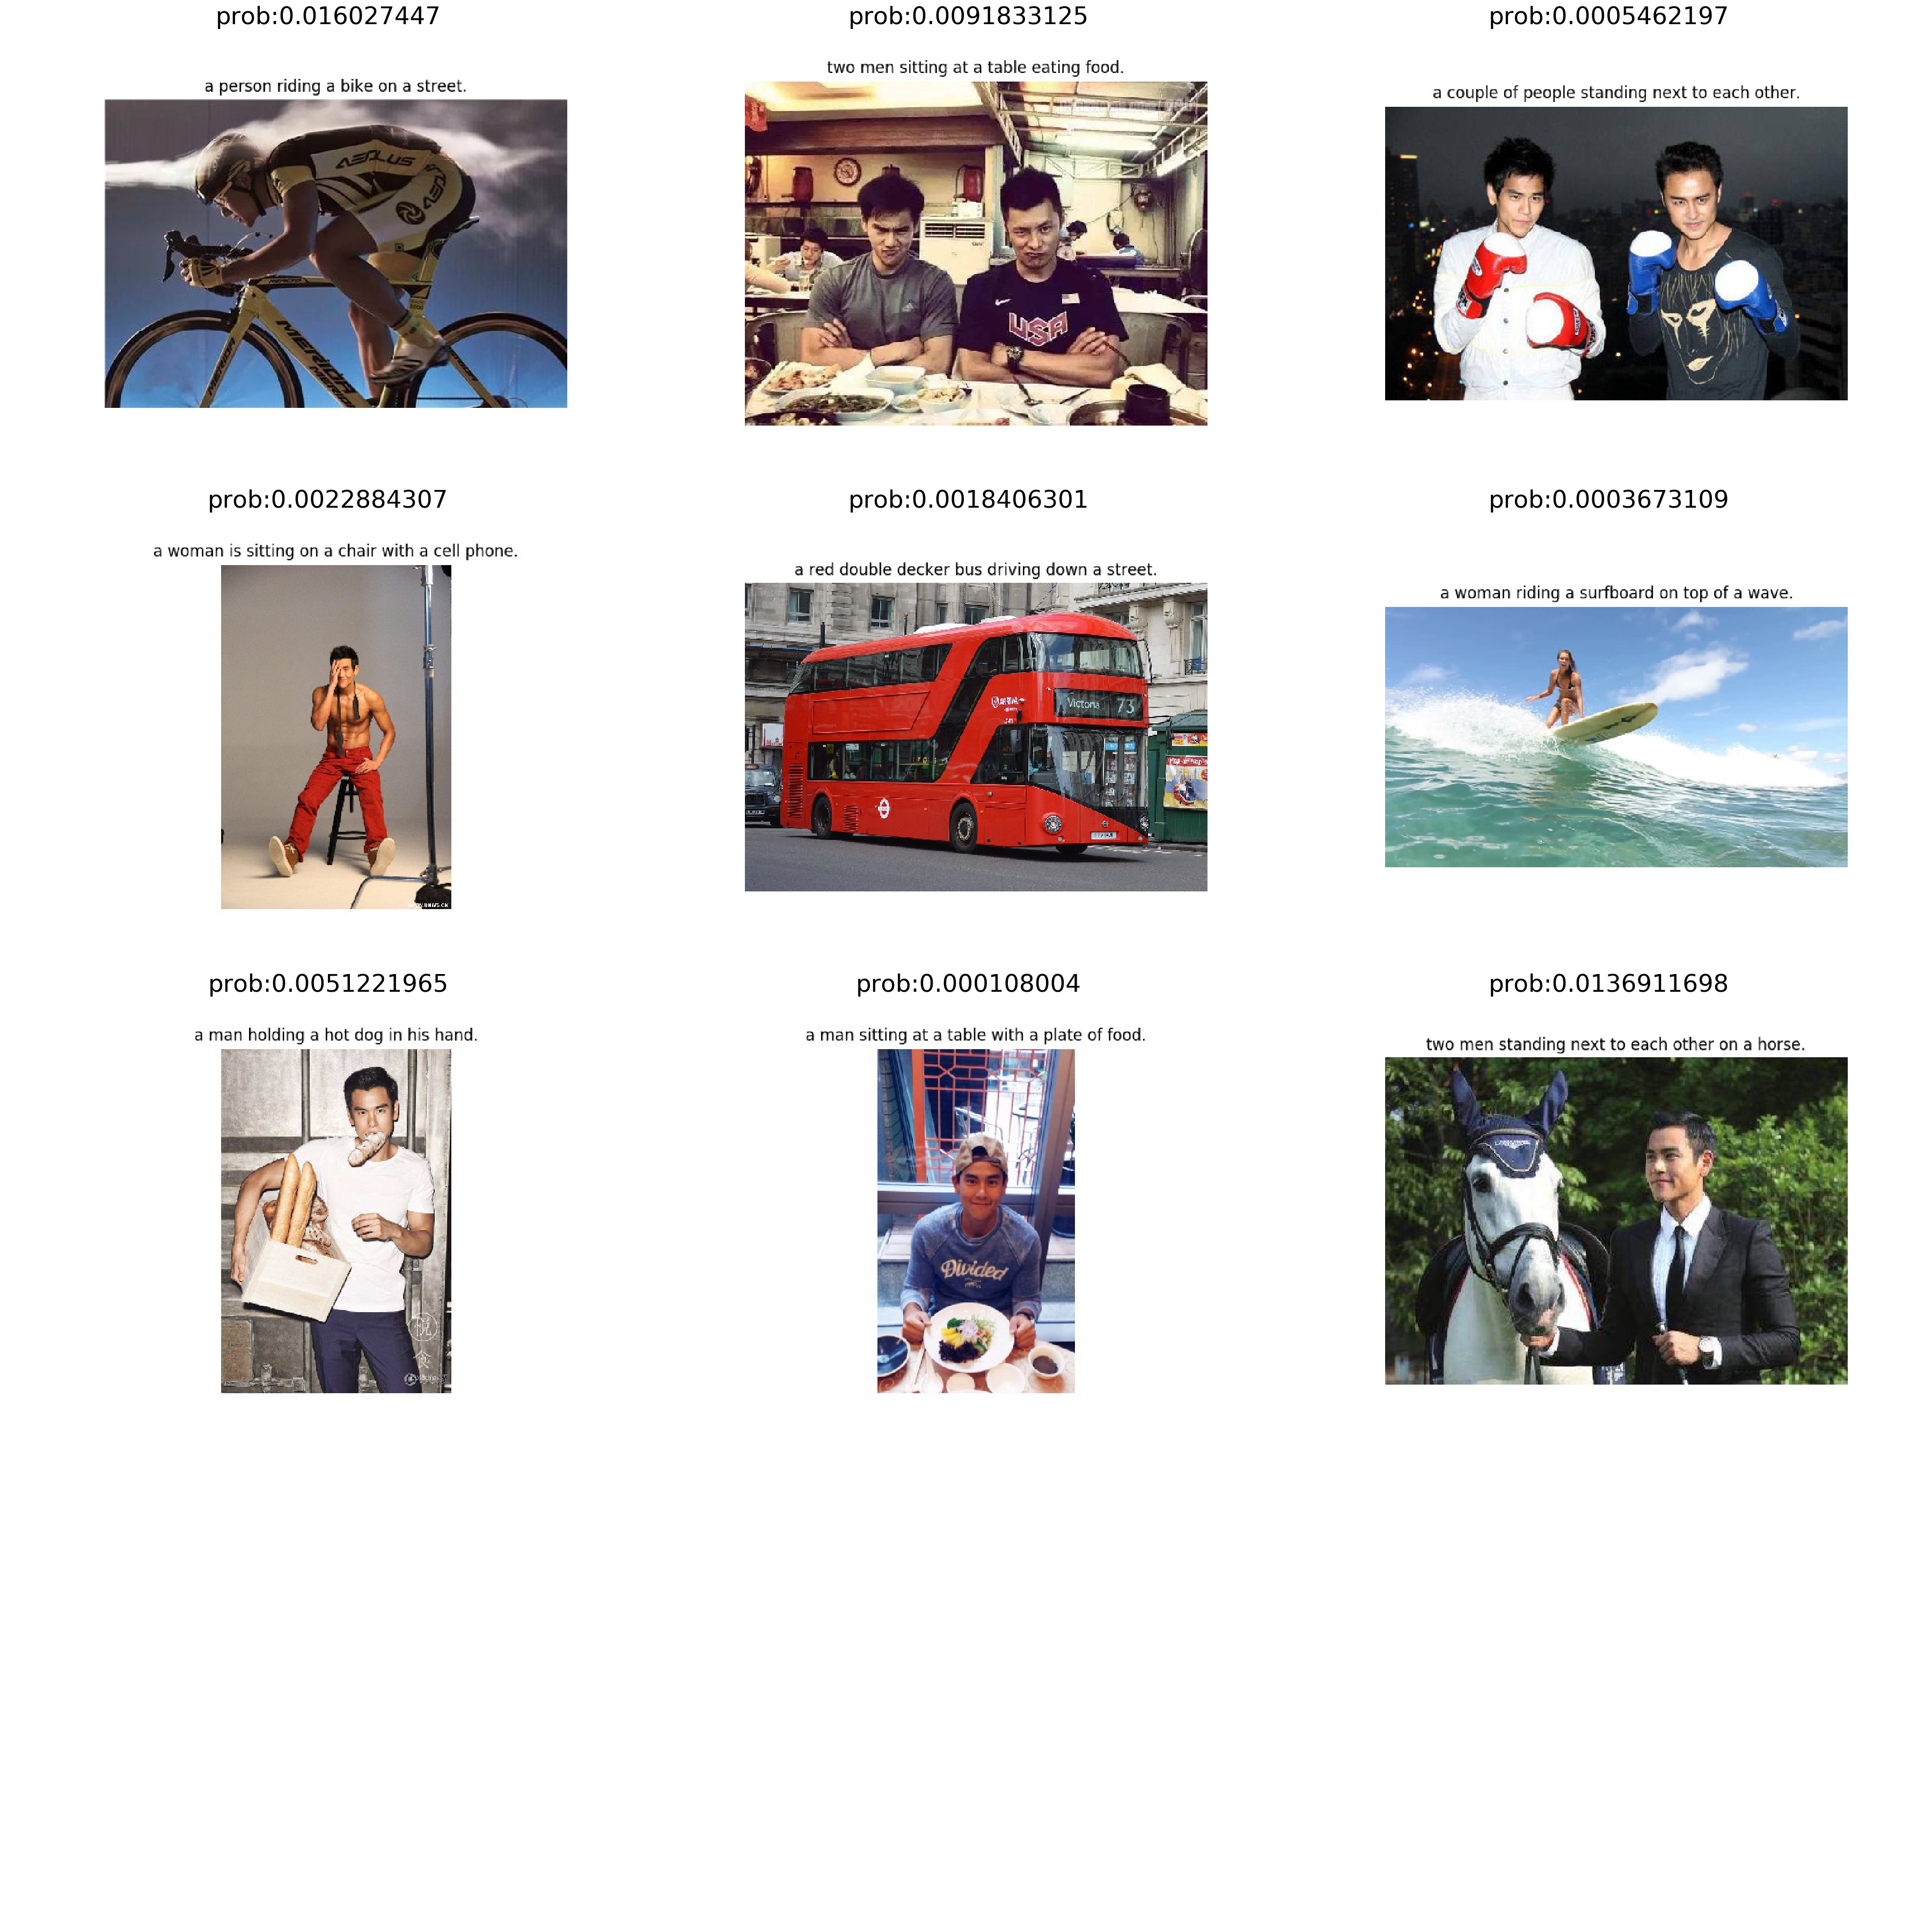 prob:0.016027447
prob:0.0091833125
prob:0.0005462197
a person riding a bike on a street.
two men sitting at a table eating food.
a couple of people standing next to each other.
AEOLUS
AEOLUS
MERIDA
MERIDA
USA
prob:0.0022884307
prob:0.0018406301
prob:0.0003673109
a woman is sitting on a chair with a cell phone.
a red double decker bus driving down a street.
a woman riding a surfboard on top of a wave.
Victoria 73
prob:0.0051221965
prob:0.000108004
prob:0.0136911698
a man holding a hot dog in his hand.
a man sitting at a table with a plate of food.
two men standing next to each other on a horse.
Divided
悦
食